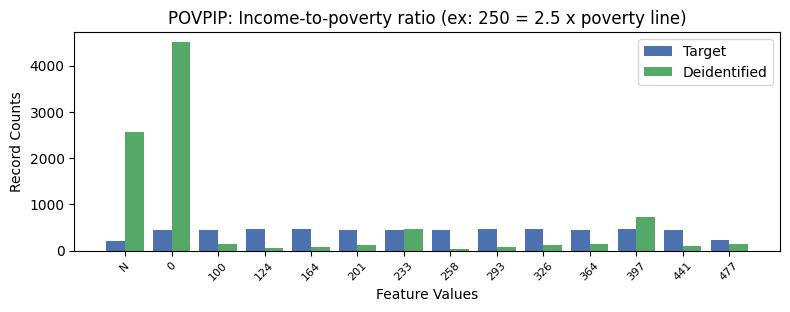 POVPIP: Income-to-poverty ratio (ex: 250 = 2.5 x poverty line)
Target
Deidentified
Record Counts
4000
3000
2000
1000
0
N 0 100 124 164 201 233 258 293 326 364 397 441 477
Feature Values